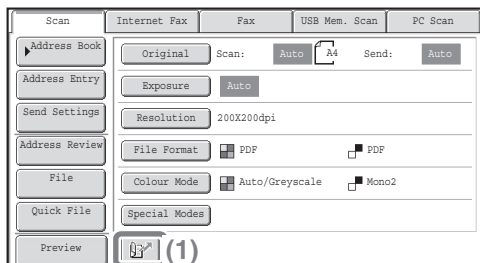 Scan Internet Fax Fax USB Mem. Scan PC Scan
Address Book Original Scan: Auto A4 Send: Auto
Address Entry Exposure Auto
Send Settings Resolution 200X200dpi
Address Review File Format PDF PDF
File Colour Mode Auto/Greyscale Mono2
Quick File Special Modes
Preview (1)